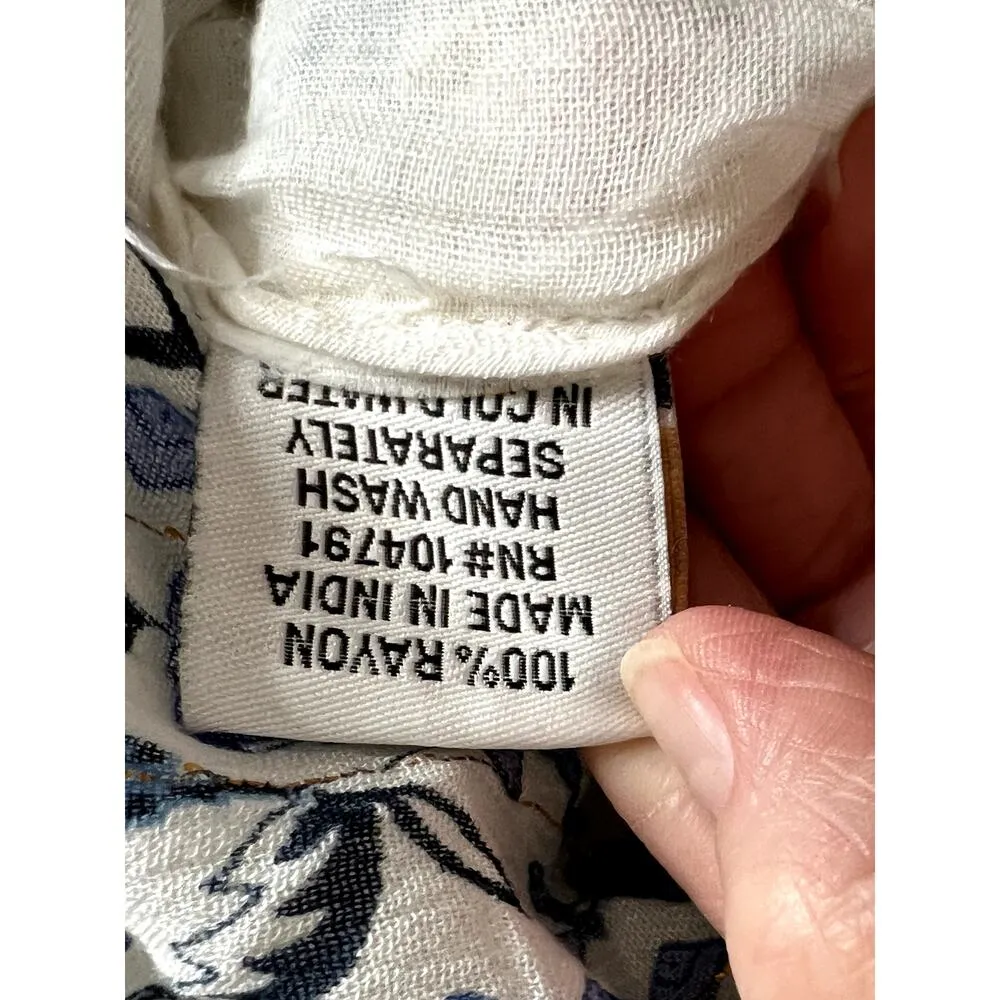 100% RAYON
MADE IN INDIA
RN# 104791
HAND WASH
SEPARATELY
IN COLD WATER